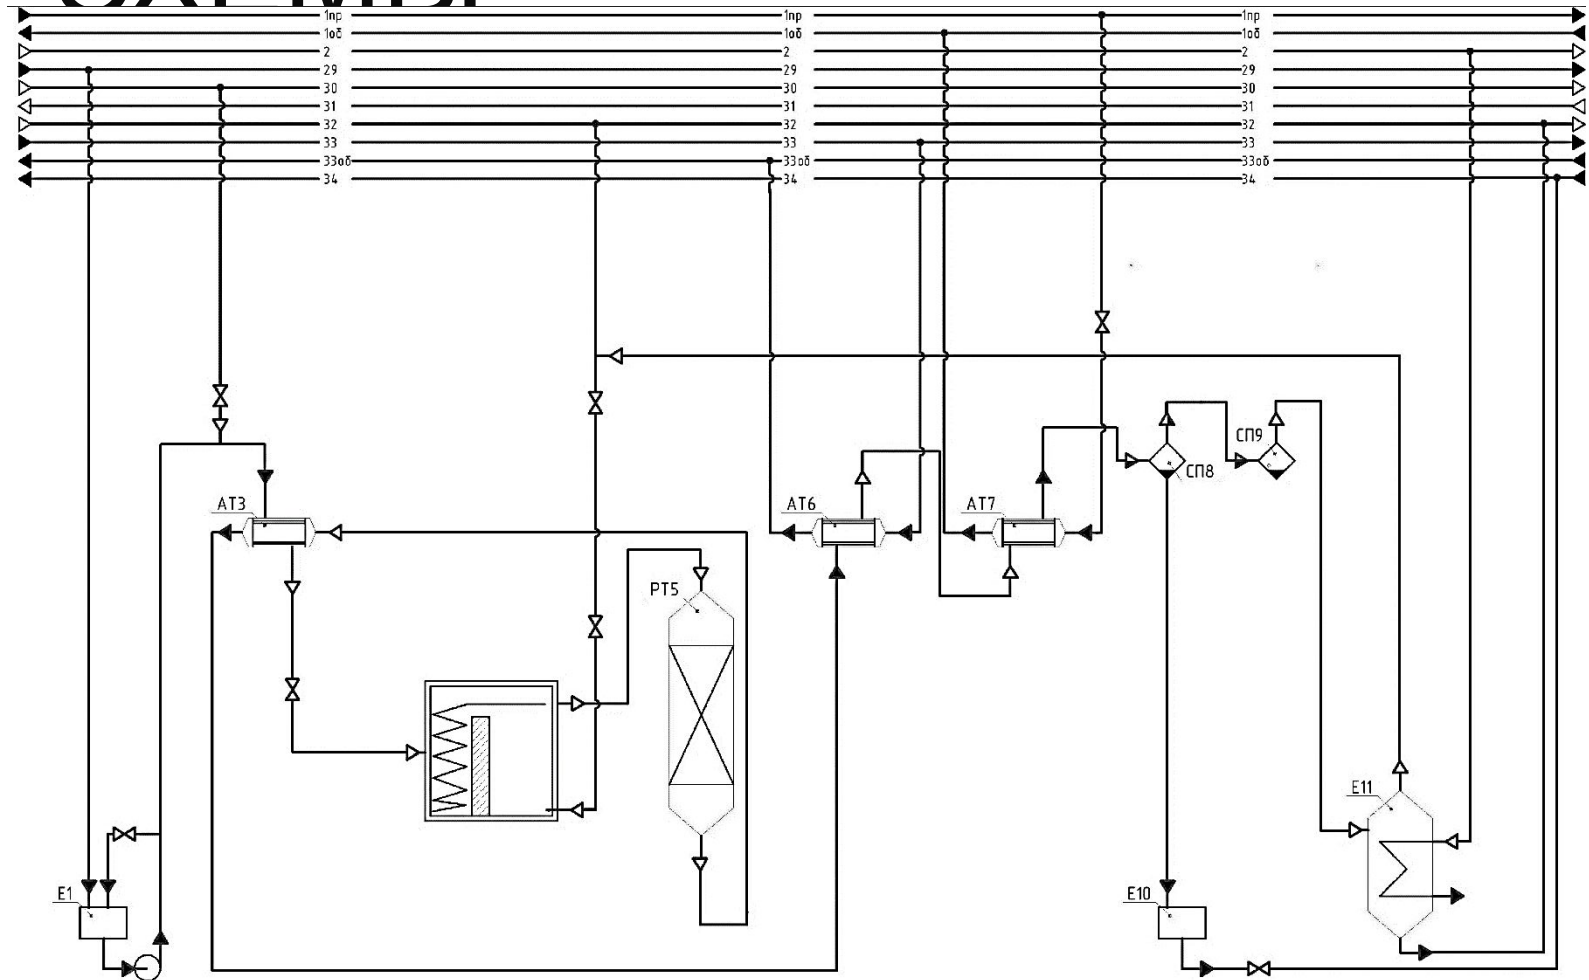 1пр 1пр 1пр
1об 1об 1об
2 2 2
29 29 29
30 30 30
31 31 31
32 32 32
33 33 33
33об 33об 33об
34 34 34
СП9
СП8
АТ3
АТ6
АТ7
РТ5
Е11
Е1
Е10